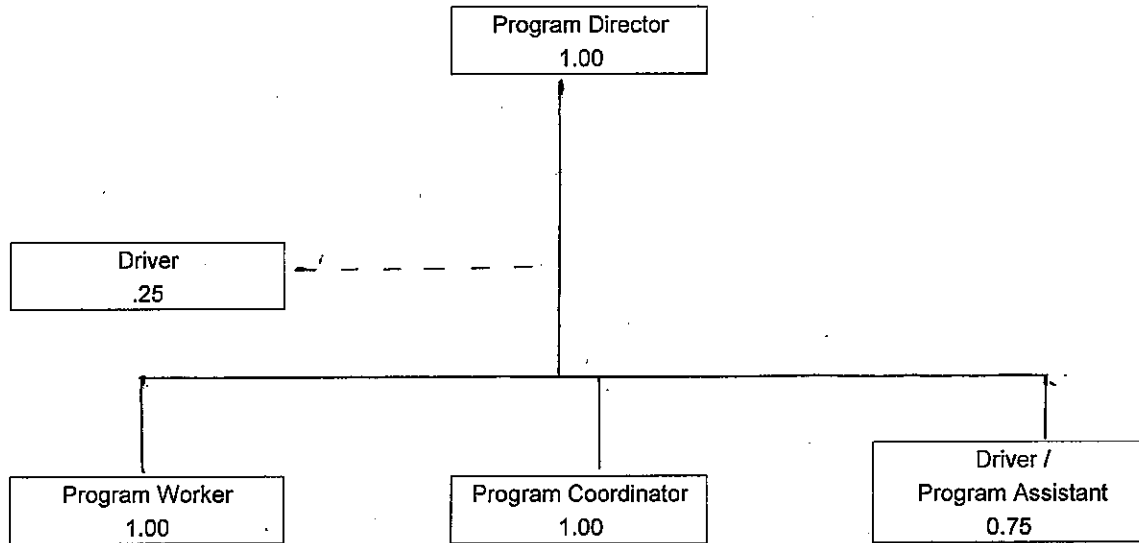 Program Director
1.00
Driver
.25
Program Worker
1.00
Program Coordinator
1.00
Driver /
Program Assistant
0.75